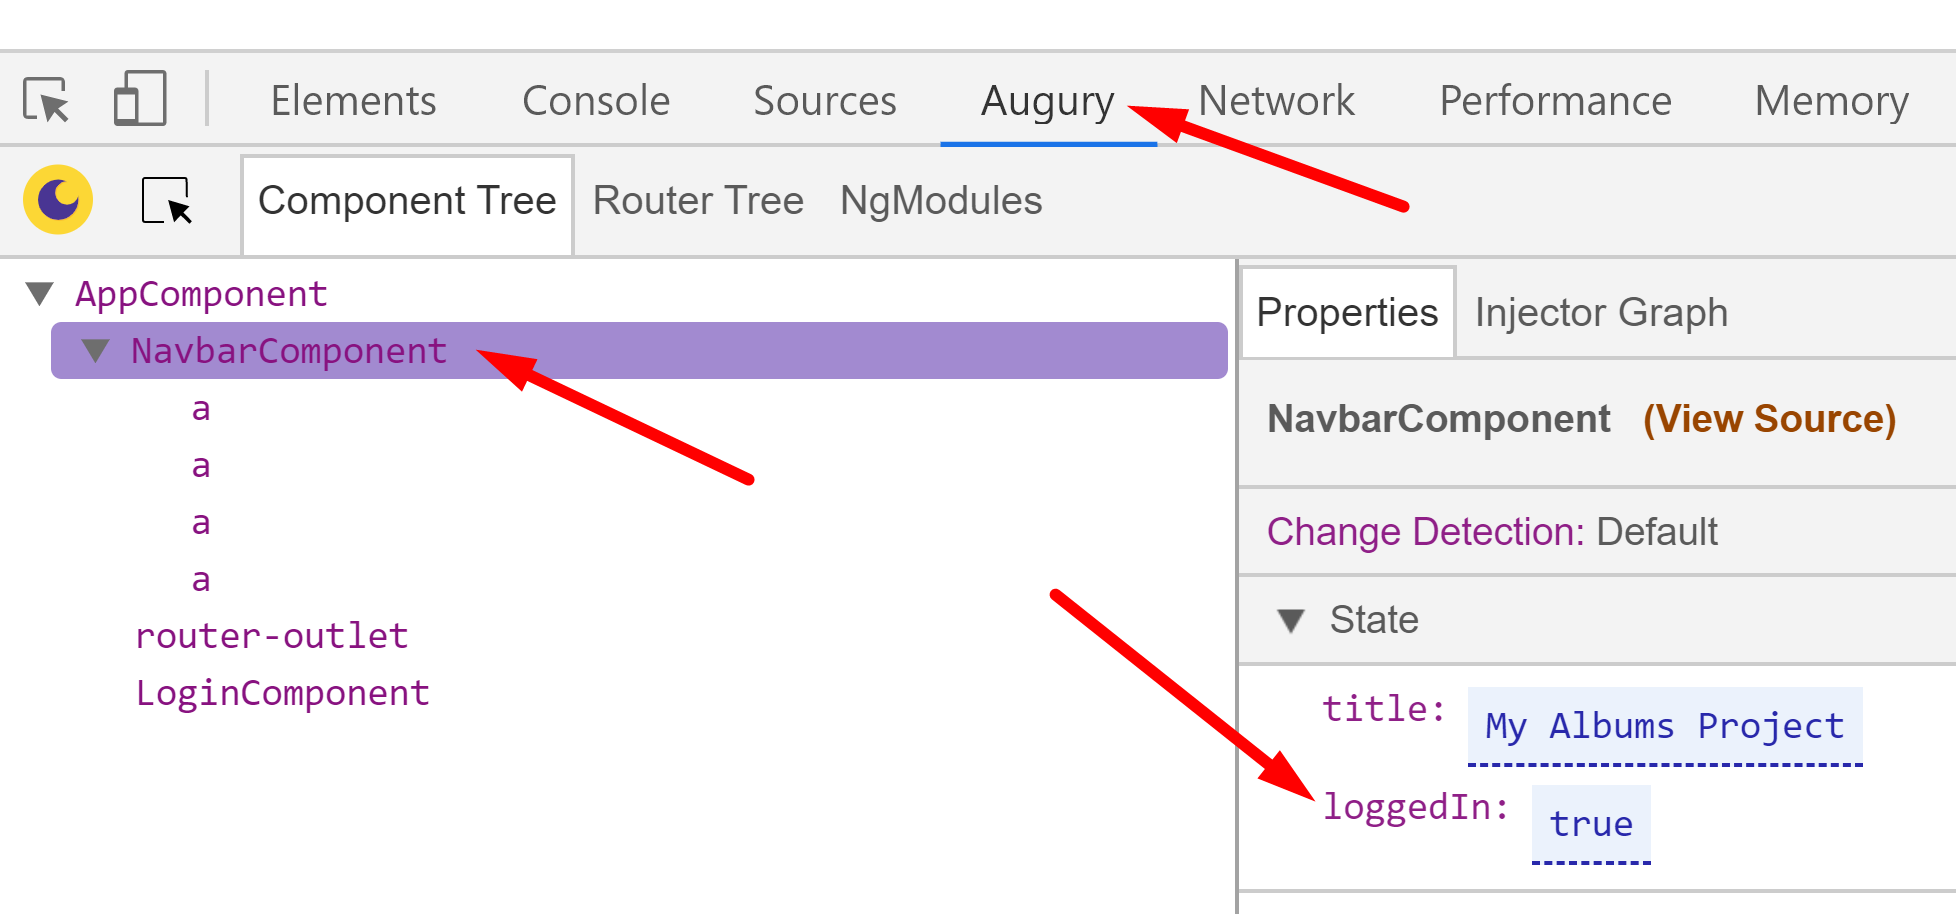 Elements Console Sources Augury Network Performance Memory
Component Tree Router Tree NgModules
AppComponent
NavbarComponent
a
a
a
a
router-outlet
LoginComponent
Properties Injector Graph
NavbarComponent (View Source)
Change Detection: Default
State
title: My Albums Project
loggedIn: true